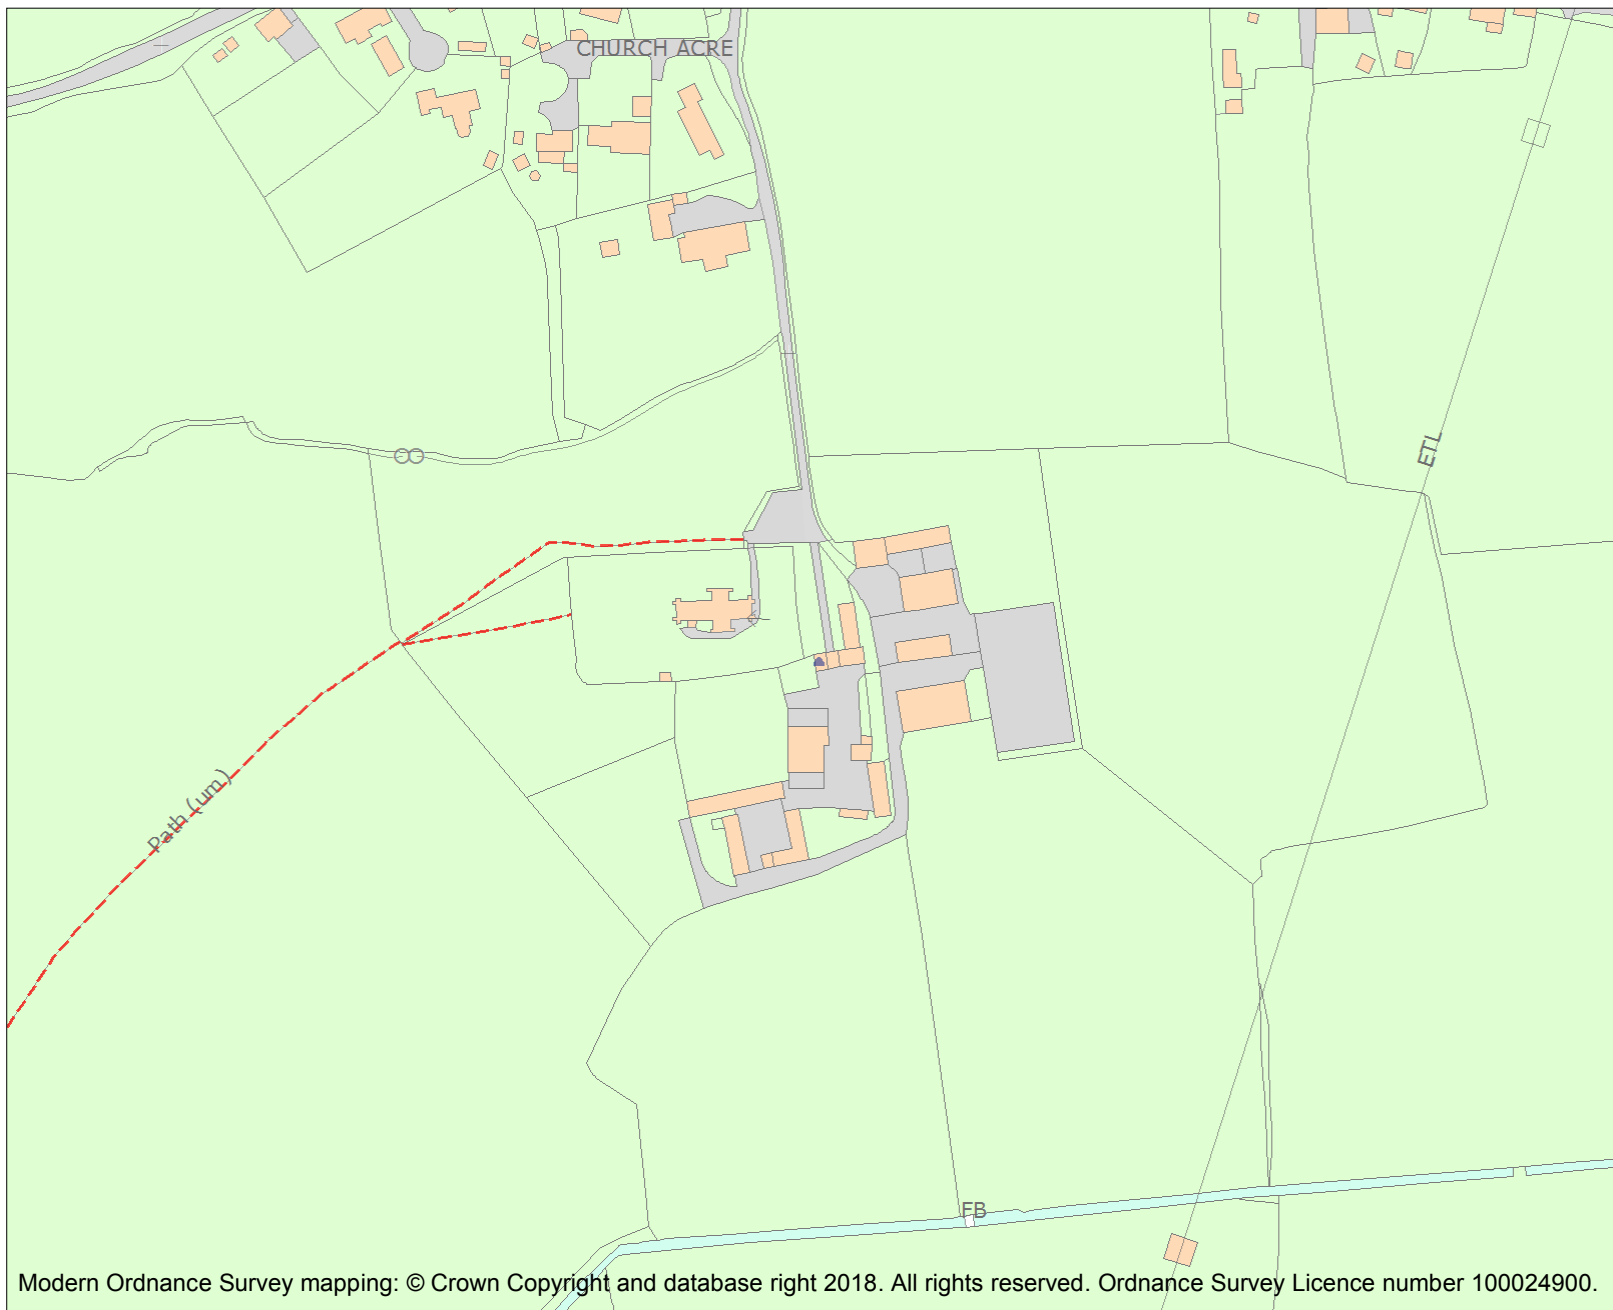 CHURCH ACRE
ETL
Path (um)
FB
Modern Ordnance Survey mapping: © Crown Copyright and database right 2018. All rights reserved. Ordnance Survey Licence number 100024900.